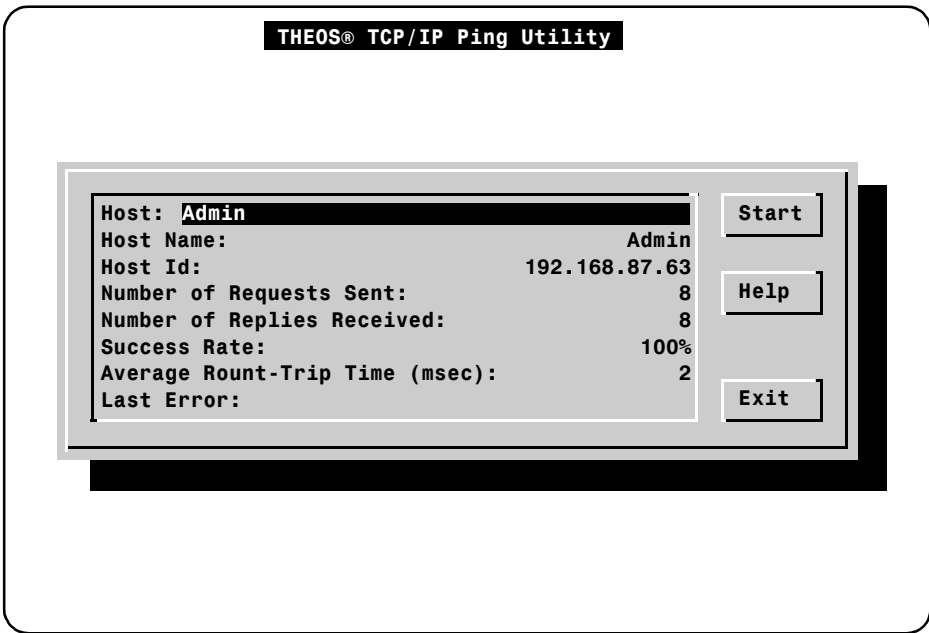 THEOS® TCP/IP Ping Utility
Host: Admin
Start
Host Name: Admin
Host Id: 192.168.87.63
Number of Requests Sent: 8
Help
Number of Replies Received: 8
Success Rate: 100%
Average Rount-Trip Time (msec): 2
Last Error:
Exit